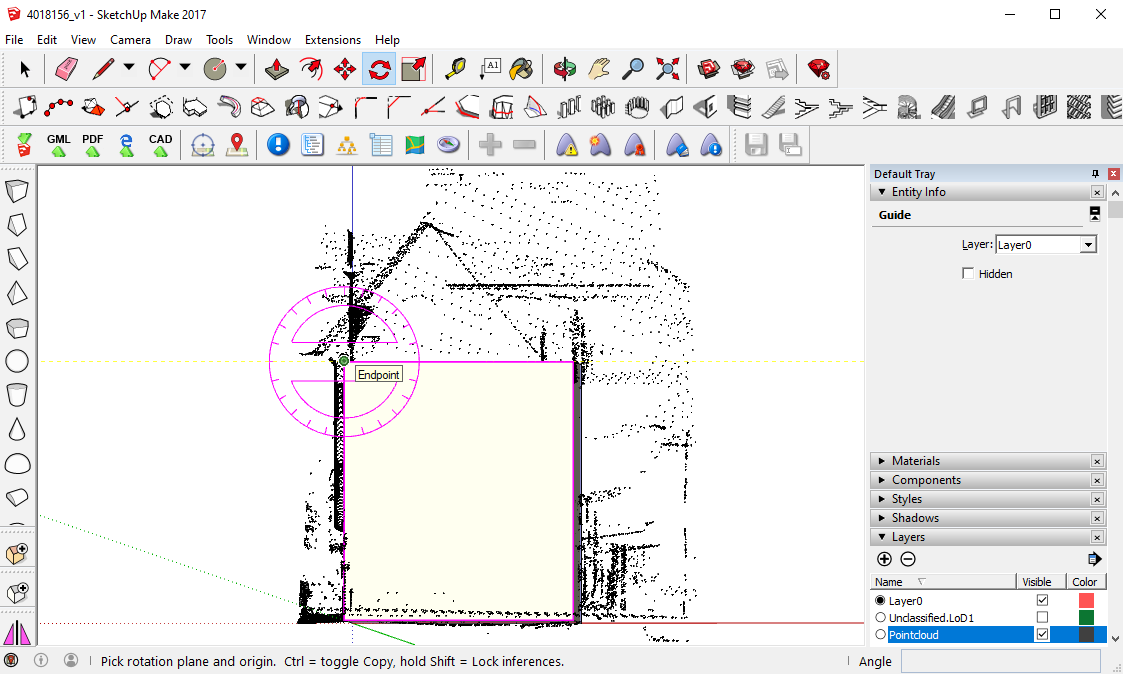 4018156_v1 - SketchUp Make 2017
File Edit View Camera Draw Tools Window Extensions Help
A1
GML PDF CAD
Default Tray
Entity Info
Guide
Layer: Layer0
Hidden
Endpoint
Materials
Components
Styles
Shadows
Layers
Name Visible Color
Layer0
Unclassified.LoD1
Pointcloud
Pick rotation plane and origin. Ctrl = toggle Copy, hold Shift = Lock inferences.
Angle